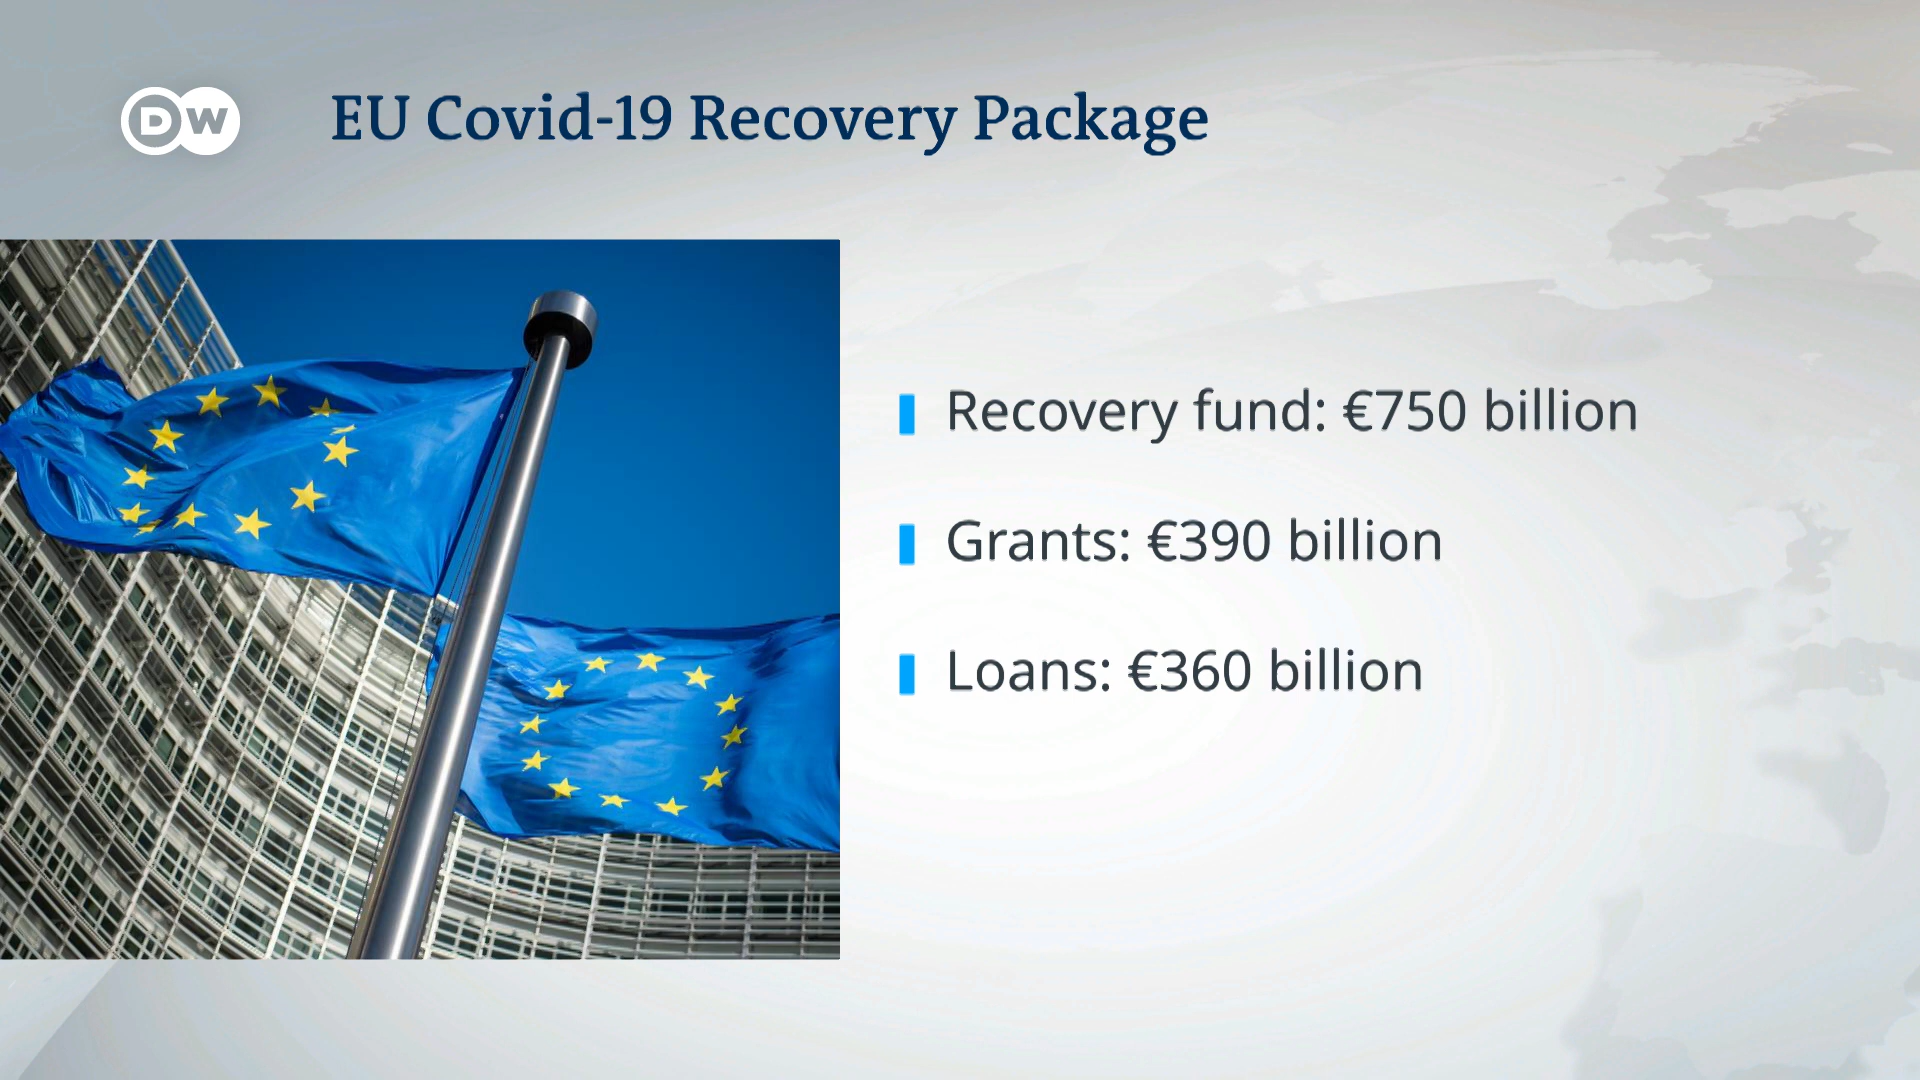 DW
EU Covid-19 Recovery Package
Recovery fund: €750 billion
Grants: €390 billion
Loans: €360 billion